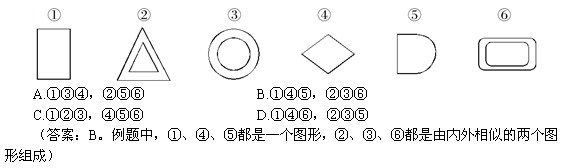 ① ② ③ ④ ⑤ ⑥
A.①③④，②⑤⑥ B.①④⑤，②③⑥
C.①②③，④⑤⑥ D.①④⑥，②③⑤
（答案：B。例题中，①、④、⑤都是一个图形，②、③、⑥都是由内外相似的两个图
形组成）